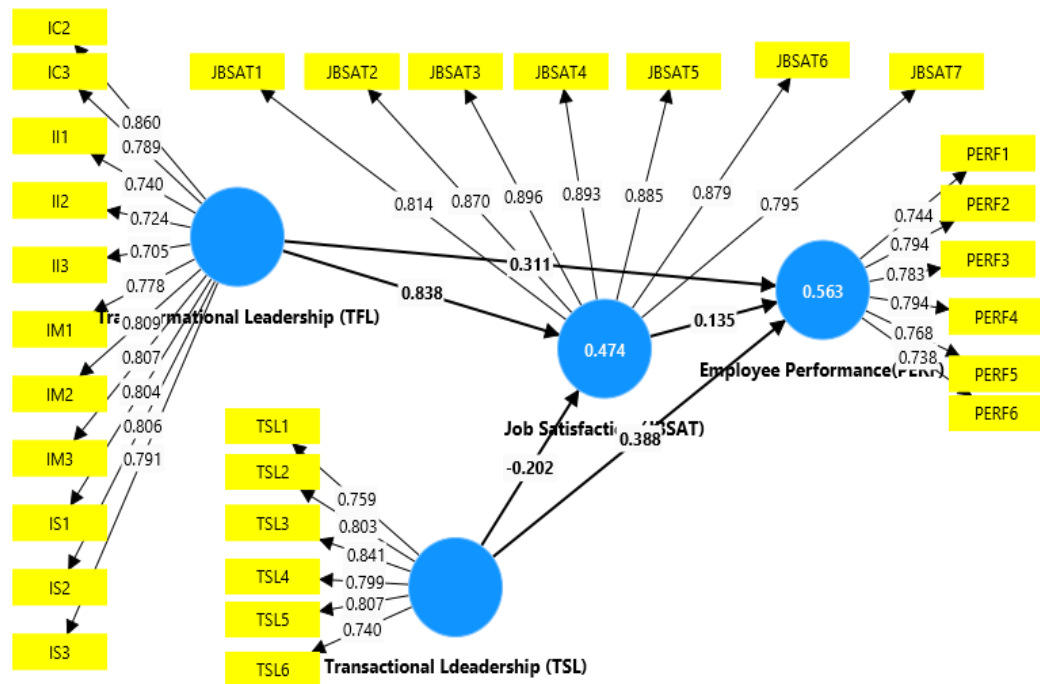 IC2
IC3
II1
II2
II3
IM1
IM2
IM3
IS1
IS2
IS3
0.860
0.789
0.740
0.724
0.705
0.778
0.809
0.807
0.804
0.806
0.791
Leadership (TFL)
JBSAT1
JBSAT2
JBSAT3
JBSAT4
JBSAT5
JBSAT6
JBSAT7
0.814
0.870
0.896
0.893
0.885
0.879
0.795
0.311
0.838
0.135
0.474
0.563
Job
-0.202
0.388
PERF1
PERF2
PERF3
PERF4
PERF5
PERF6
0.744
0.794
0.783
0.794
0.768
0.738
Employee
TSL1
TSL2
TSL3
TSL4
TSL5
TSL6
0.759
0.803
0.841
0.799
0.807
0.740
Transactional Ldeadership (TSL)